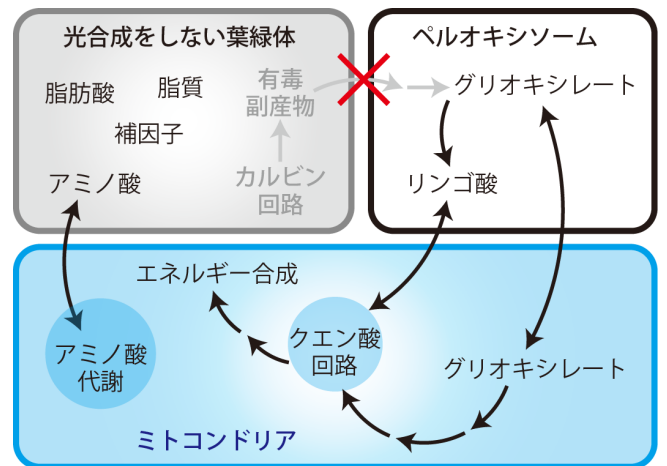 光合成をしない葉緑体
脂肪酸
脂質
補因子
アミノ酸
有毒
副産物
カルビン
回路
ペルオキシソーム
グリオキシレート
リンゴ酸
エネルギー合成
アミノ酸
代謝
クエン酸
回路
グリオキシレート
ミトコンドリア